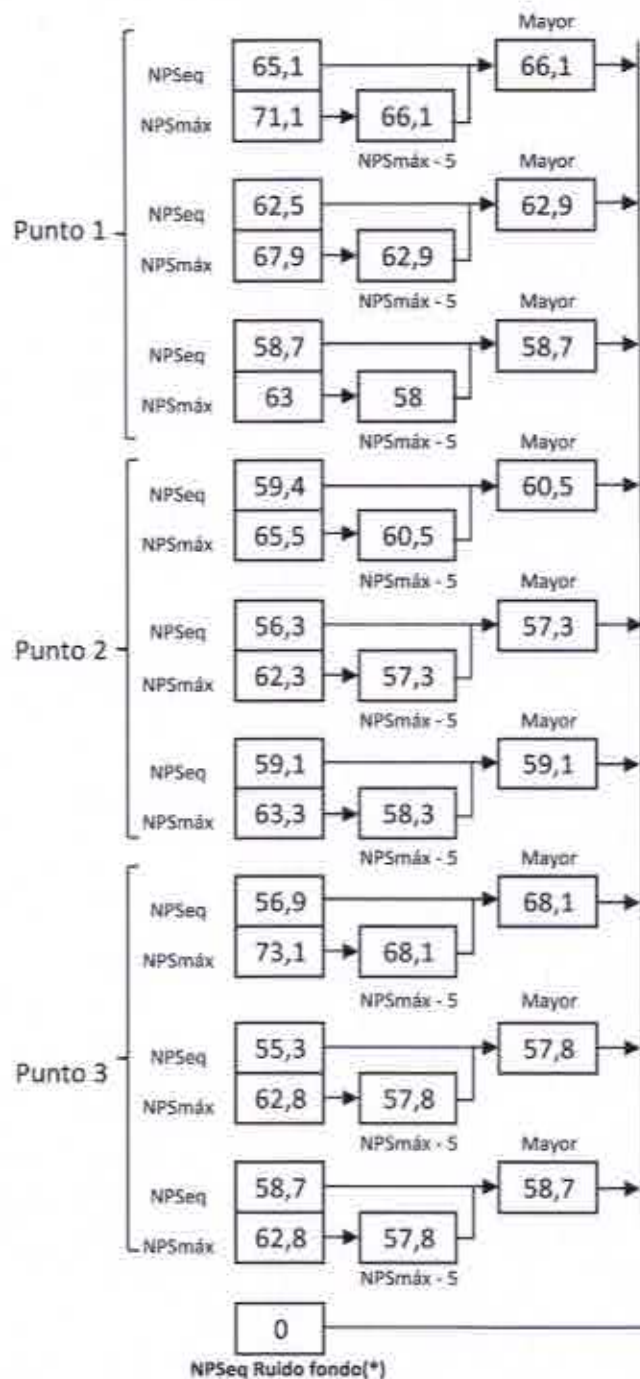 Mayor
NPSeq 65,1 66,1
NPSmáx 71,1 66,1
NPSmáx - 5
Mayor
NPSeq 62,5 62,9
Punto 1
NPSmáx 67,9 62,9
NPSmáx - 5
Mayor
NPSeq 58,7 58,7
NPSmáx 63 58
NPSmáx - 5
Mayor
NPSeq 59,4 60,5
NPSmáx 65,5 60,5
NPSmáx - 5
Mayor
NPSeq 56,3 57,3
Punto 2
NPSmáx 62,3 57,3
NPSmáx - 5
Mayor
NPSeq 59,1 59,1
NPSmáx 63,3 58,3
NPSmáx - 5
Mayor
NPSeq 56,9 68,1
NPSmáx 73,1 68,1
NPSmáx - 5
Mayor
NPSeq 55,3 57,8
Punto 3
NPSmáx 62,8 57,8
NPSmáx - 5
Mayor
NPSeq 58,7 58,7
NPSmáx 62,8 57,8
NPSmáx - 5
0
NPSeq Ruido fondo(*)